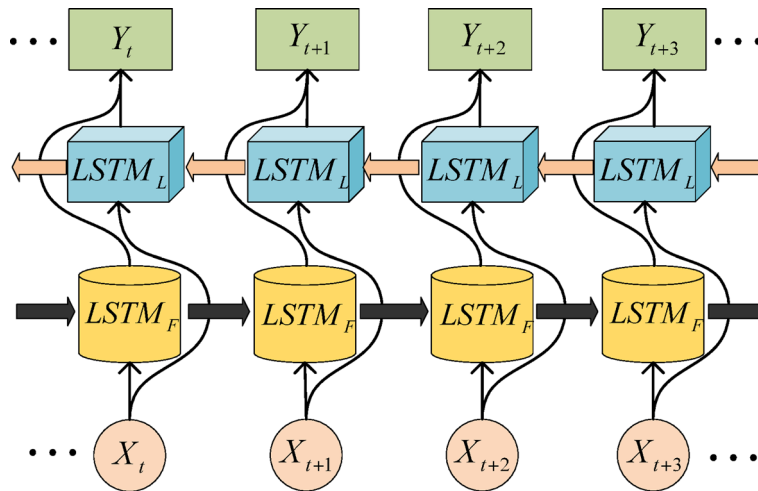 ... Y_t Y_{t+1} Y_{t+2} Y_{t+3} ...
LSTM_L LSTM_L LSTM_L LSTM_L
LSTM_F LSTM_F LSTM_F LSTM_F
... X_t X_{t+1} X_{t+2} X_{t+3} ...